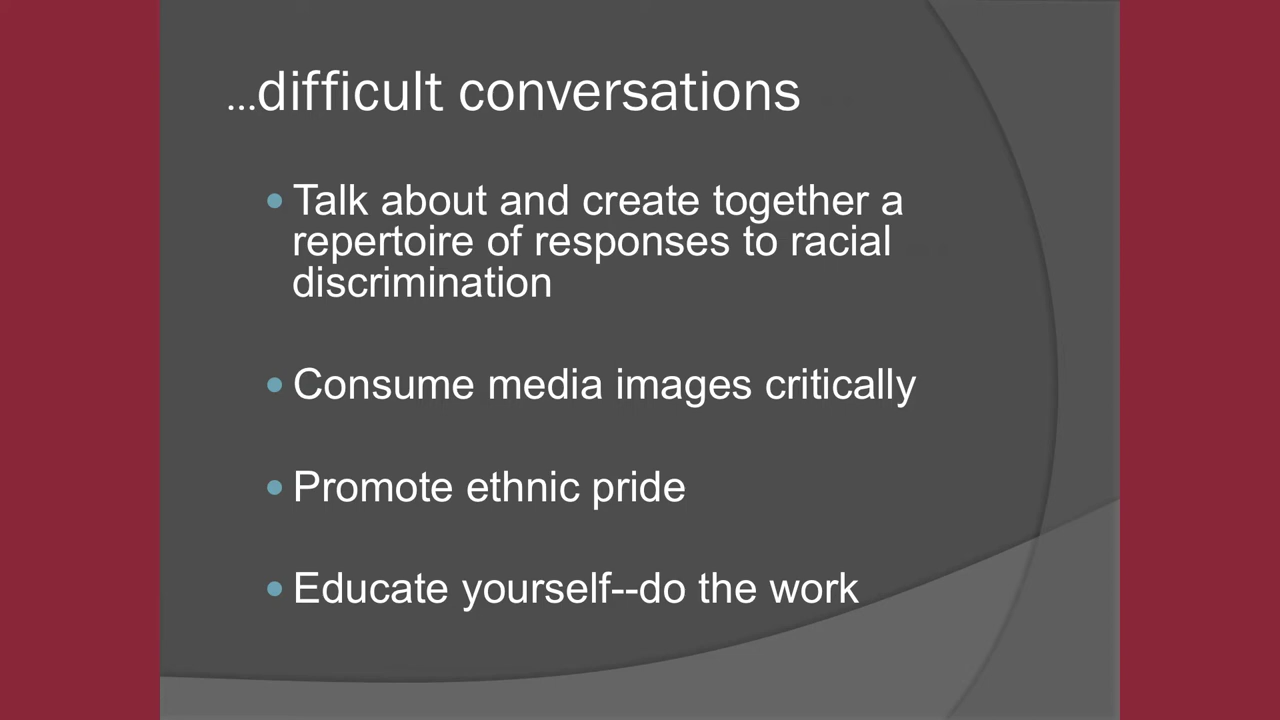 ...difficult conversations
• Talk about and create together a
repertoire of responses to racial
discrimination
• Consume media images critically
• Promote ethnic pride
• Educate yourself--do the work